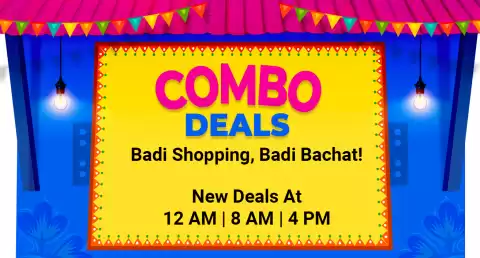 COMBO
DEALS
Badi Shopping, Badi Bachat!
New Deals At
12 AM | 8 AM | 4 PM